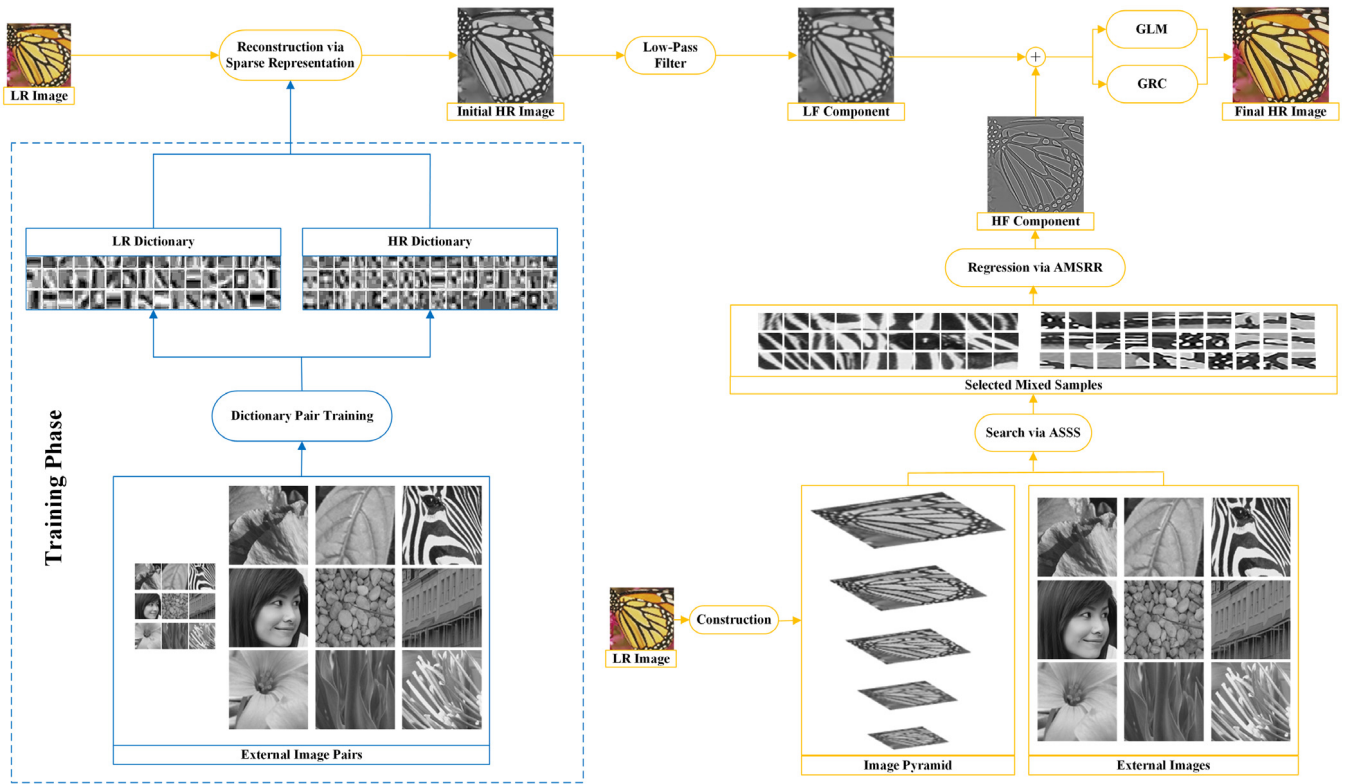 LR Image
Reconstruction via
Sparse Representation
Initial HR Image
Low-Pass
Filter
LF Component
+
GLM
GRC
Final HR Image
HF Component
LR Dictionary
HR Dictionary
Regression via AMSRR
Selected Mixed Samples
Dictionary Pair Training
Search via ASSS
Training Phase
External Image Pairs
LR Image
Construction
Image Pyramid
External Images